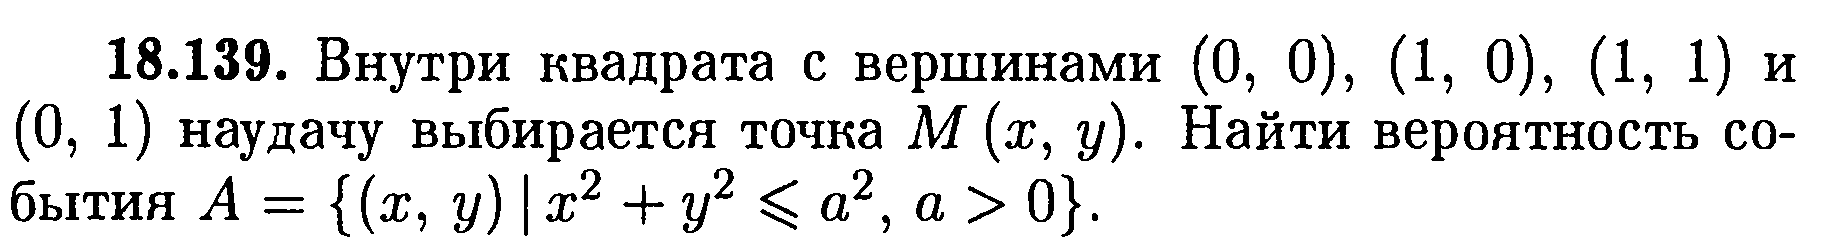 18.139. Внутри квадрата с вершинами (0, 0), (1, 0), (1, 1) и
(0, 1) наудачу выбирается точка M (x, y). Найти вероятность со-
бытия A = {(x, y) | x² + y² ⩽ a², a > 0}.